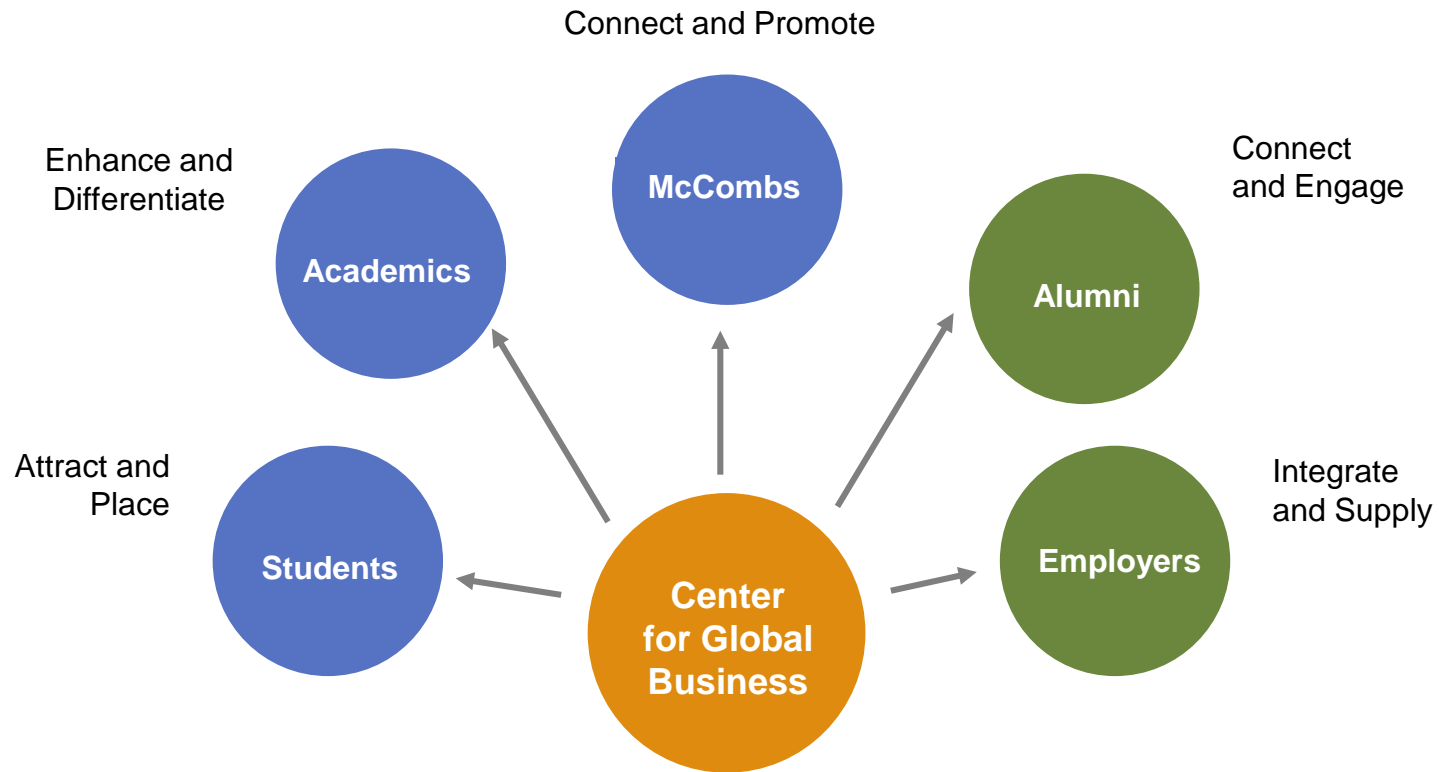 Connect and Promote
McCombs
Enhance and
Differentiate
Academics
Connect
and Engage
Alumni
Attract and
Place
Students
Integrate
and Supply
Employers
Center
for Global
Business